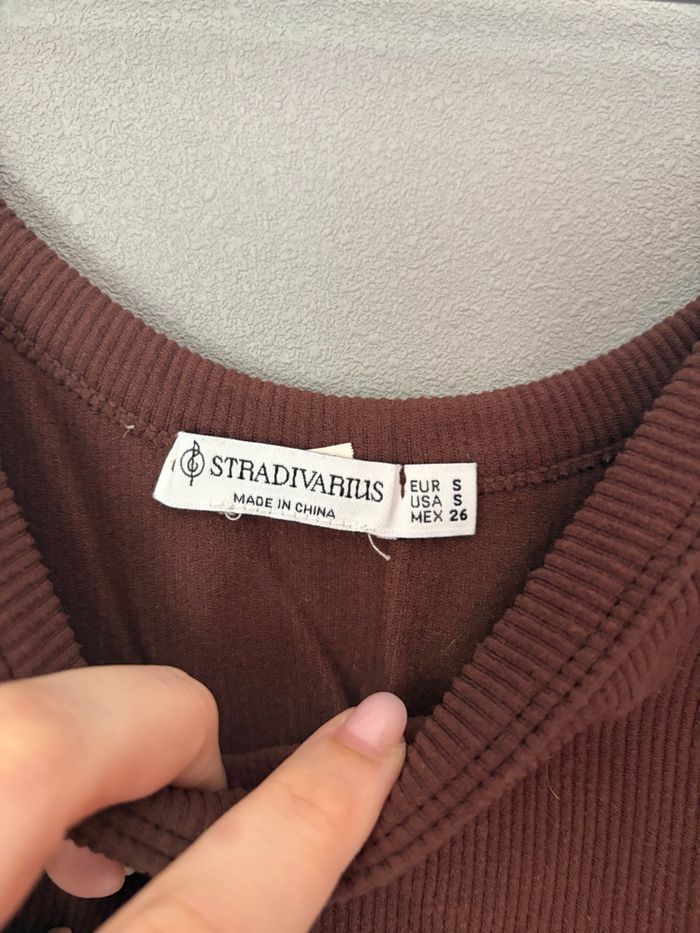 STRADIVARIUS
MADE IN CHINA
EUR S
USA S
MEX 26